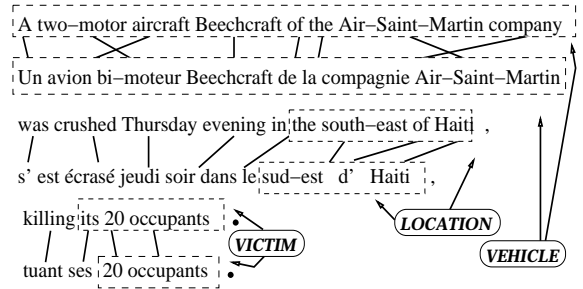 A two–motor aircraft Beechcraft of the Air–Saint–Martin company
Un avion bi–moteur Beechcraft de la compagnie Air–Saint–Martin
was crushed Thursday evening in the south–east of Haiti ,
s' est écrasé jeudi soir dans le sud–est d' Haiti ,
killing its 20 occupants .
tuant ses 20 occupants .
VICTIM
LOCATION
VEHICLE